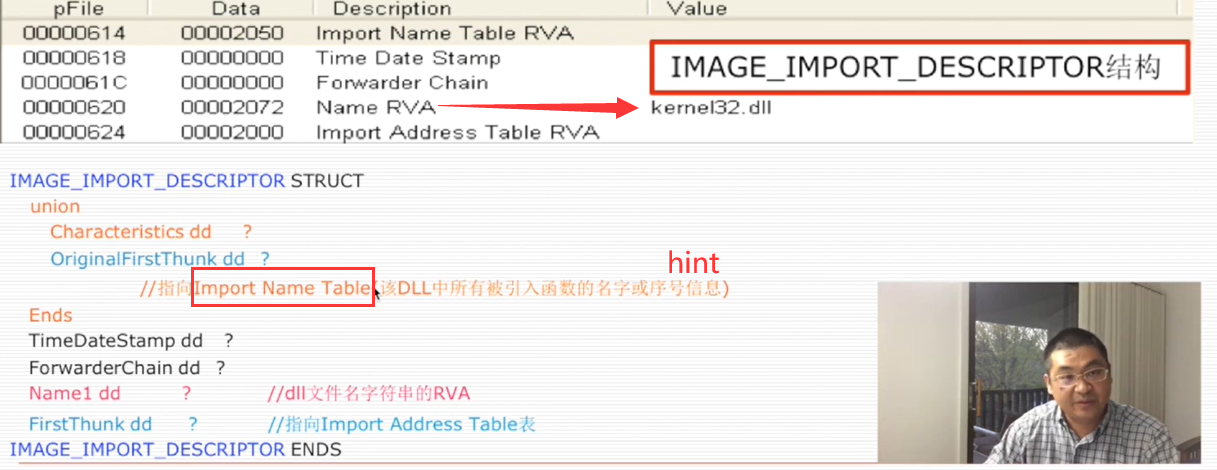 pFile Data Description Value
00000614 00002050 Import Name Table RVA
00000618 00000000 Time Date Stamp
0000061C 00000000 Forwarder Chain
00000620 00002072 Name RVA kernel32.dll
00000624 00002000 Import Address Table RVA
IMAGE_IMPORT_DESCRIPTOR结构
IMAGE_IMPORT_DESCRIPTOR STRUCT
union
Characteristics dd ?
OriginalFirstThunk dd ?
hint
//指向Import Name Table(该DLL中所有被引入函数的名字或序号信息)
Ends
TimeDateStamp dd ?
ForwarderChain dd ?
Name1 dd ? //dll文件名字符串的RVA
FirstThunk dd ? //指向Import Address Table表
IMAGE_IMPORT_DESCRIPTOR ENDS